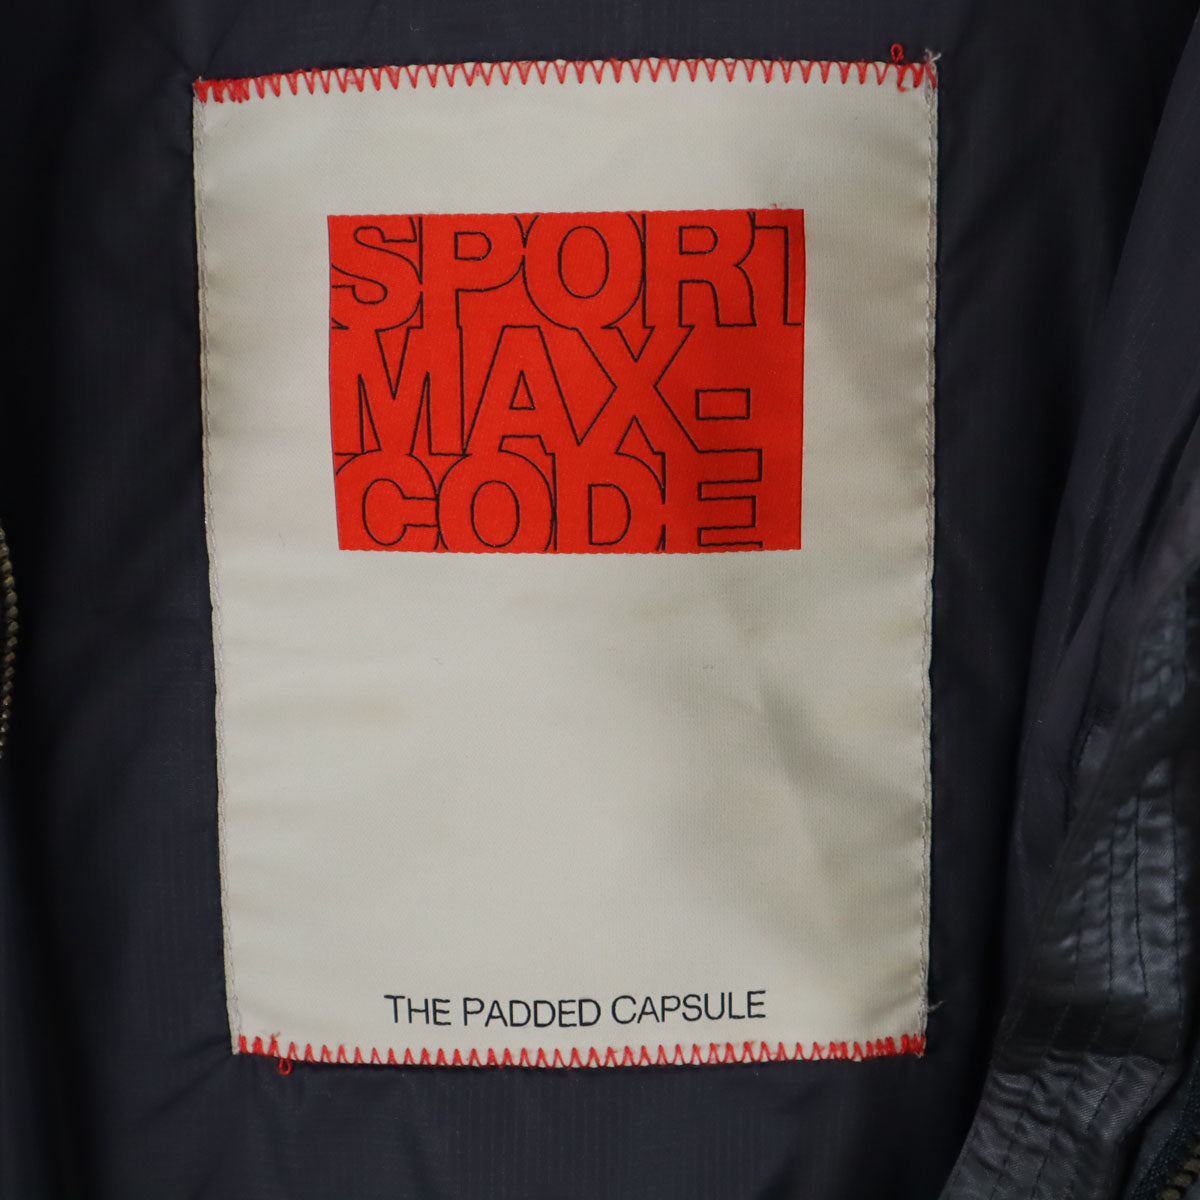 SPORT
MAX-
CODE
THE PADDED CAPSULE